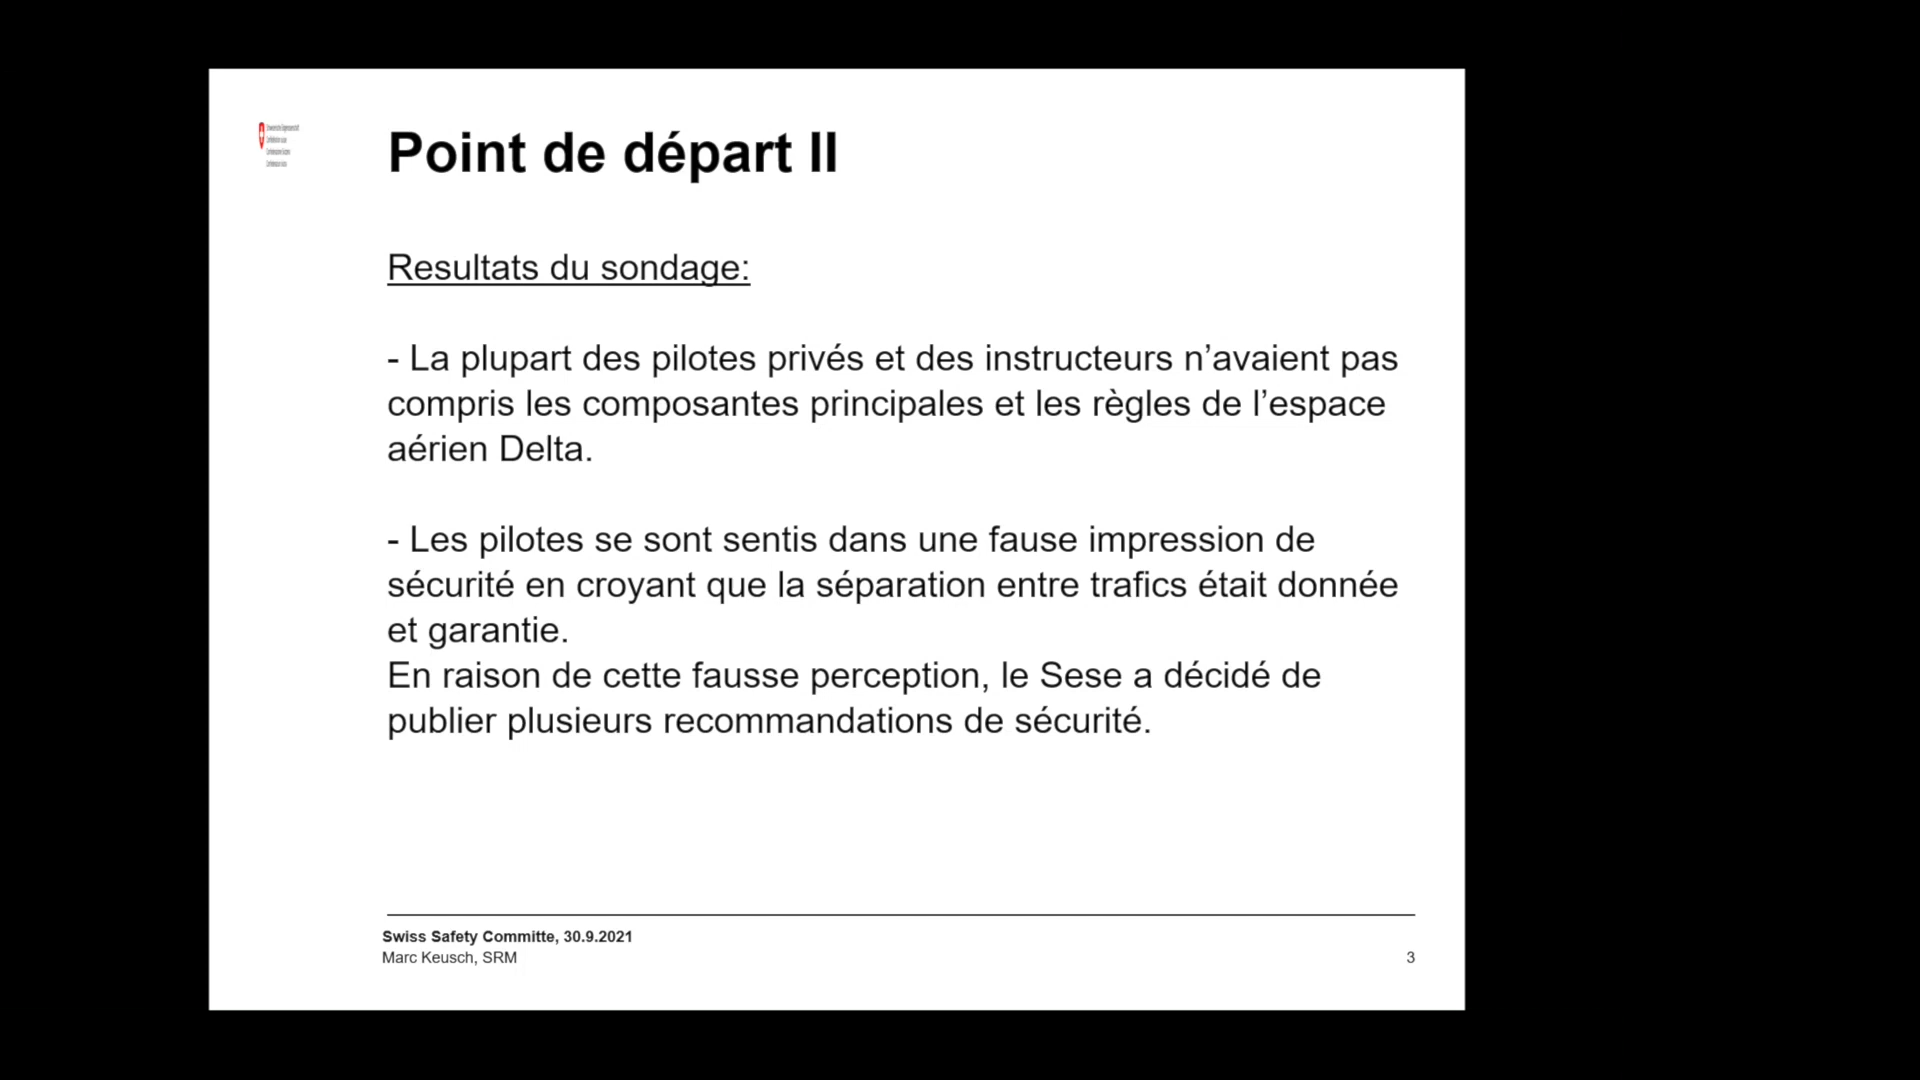 Point de départ II
Resultats du sondage:
- La plupart des pilotes privés et des instructeurs n’avaient pas
compris les composantes principales et les règles de l’espace
aérien Delta.
- Les pilotes se sont sentis dans une fause impression de
sécurité en croyant que la séparation entre trafics était donnée
et garantie.
En raison de cette fausse perception, le Sese a décidé de
publier plusieurs recommandations de sécurité.
Swiss Safety Committe, 30.9.2021
Marc Keusch, SRM
3